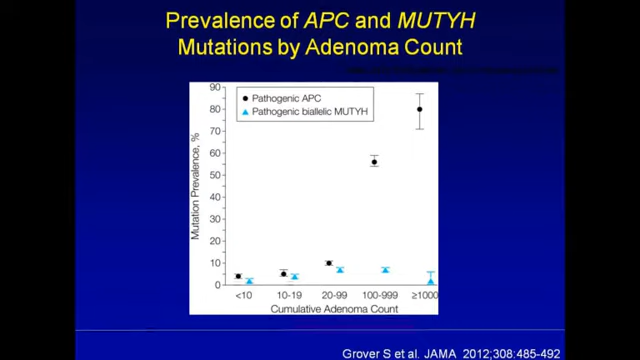 Prevalence of APC and MUTYH
Mutations by Adenoma Count
90
80
70
60
50
40
30
20
10
0
Mutation Prevalence, %
Pathogenic APC
Pathogenic biallelic MUTYH
<10
10-19
20-99
100-999
≥1000
Cumulative Adenoma Count
Grover S et al. JAMA 2012;308:485-492